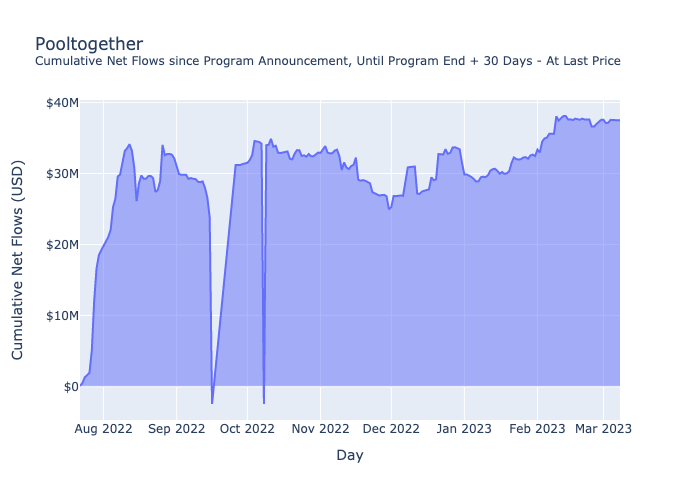 Pooltogether
Cumulative Net Flows since Program Announcement, Until Program End + 30 Days - At Last Price
$40M
$30M
$20M
$10M
$0
Cumulative Net Flows (USD)
Aug 2022 Sep 2022 Oct 2022 Nov 2022 Dec 2022 Jan 2023 Feb 2023 Mar 2023
Day